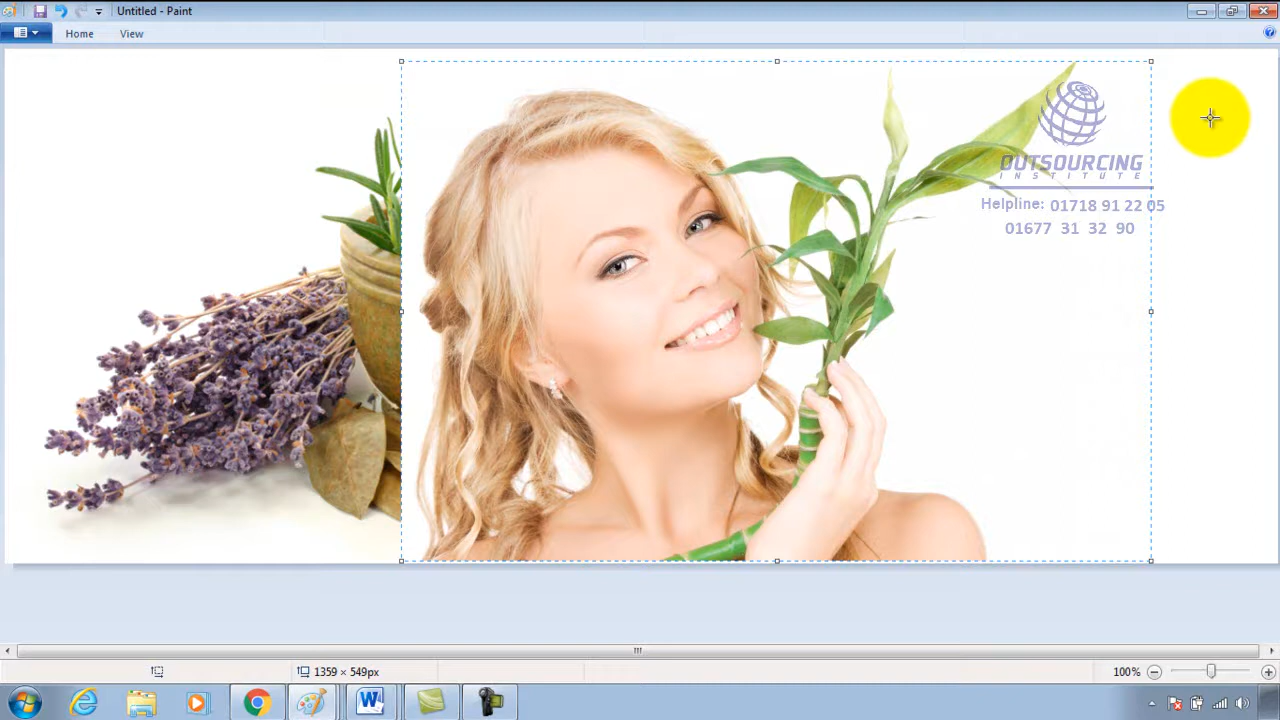 Untitled - Paint
Home View
OUTSOURCING
INSTITUTE
Helpline: 01718 91 22 05
01677 31 32 90
1359 × 549px
100%